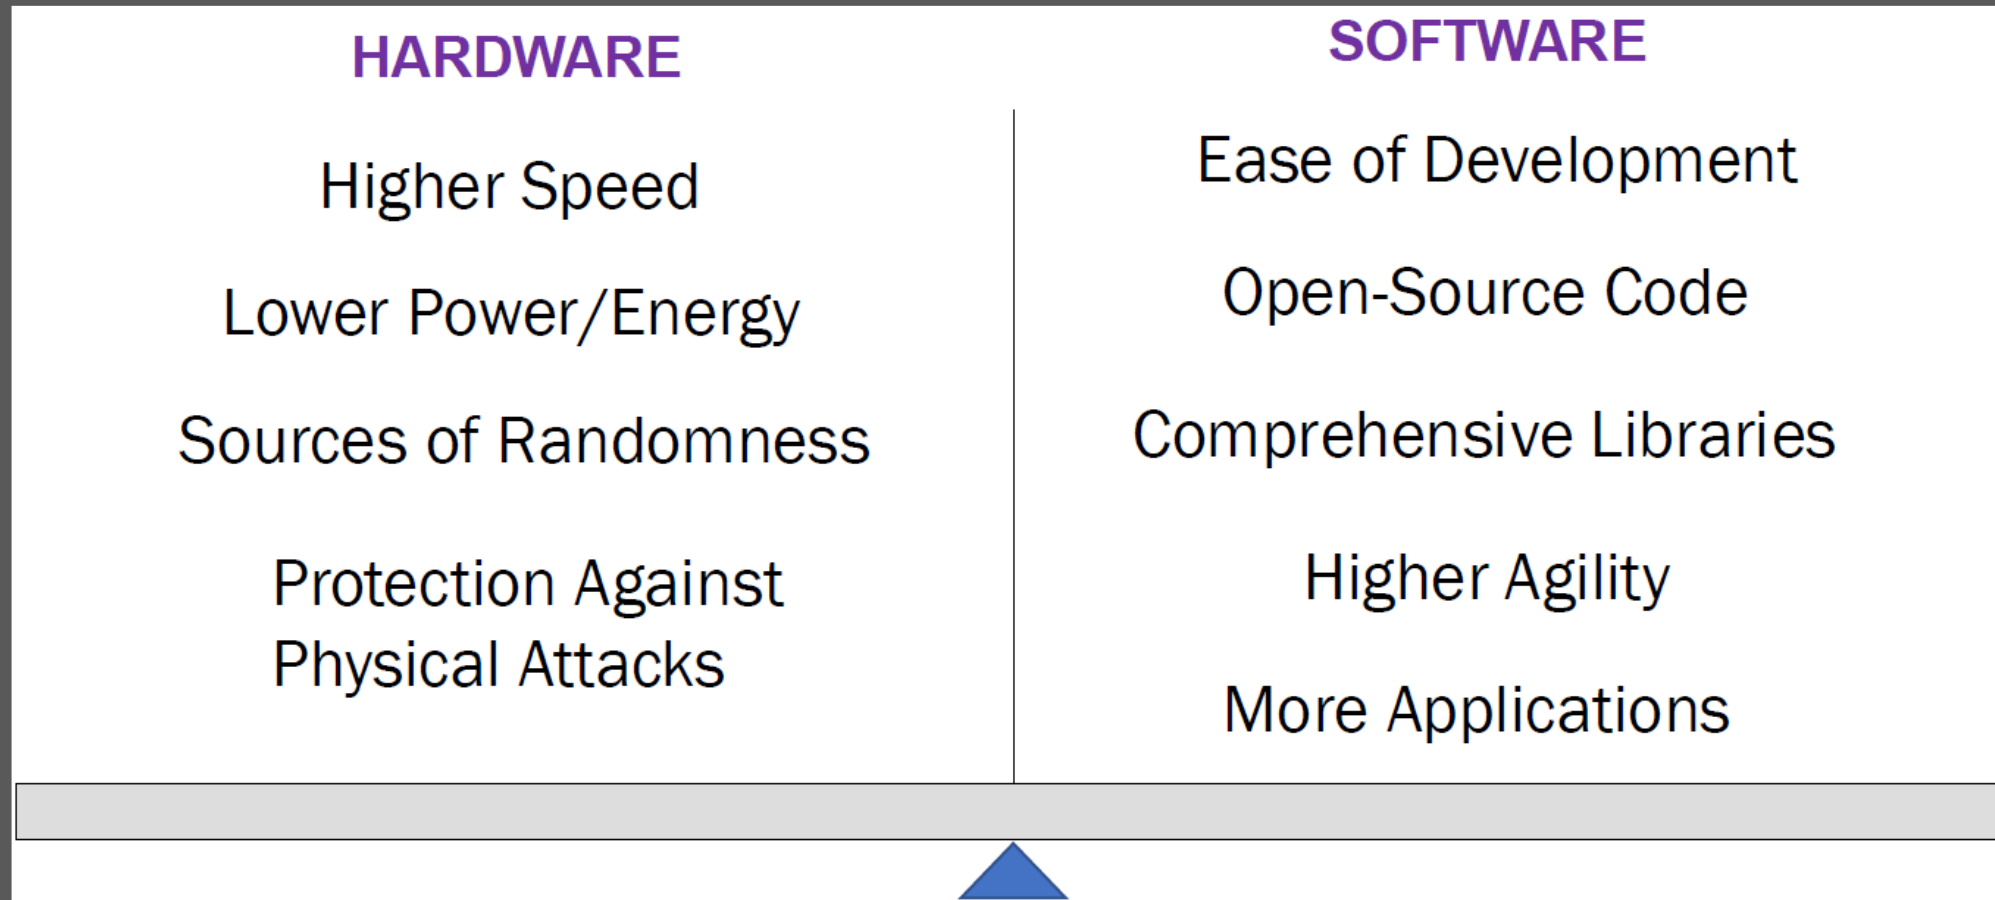 HARDWARE
Higher Speed
Lower Power/Energy
Sources of Randomness
Protection Against
Physical Attacks
SOFTWARE
Ease of Development
Open-Source Code
Comprehensive Libraries
Higher Agility
More Applications